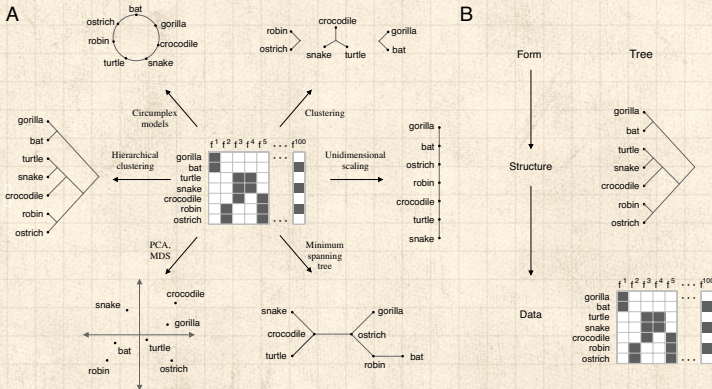 A
bat
ostrich
gorilla
robin
crocodile
turtle
snake
Circumplex
models
crocodile
robin
ostrich
snake
turtle
gorilla
bat
Clustering
gorilla
bat
turtle
snake
crocodile
robin
ostrich
Hierarchical
clustering
f1 f2 f3 f4 f5 ... f100
gorilla
bat
turtle
snake
crocodile
robin
ostrich
...
...
Unidimensional
scaling
gorilla
bat
ostrich
robin
crocodile
turtle
snake
PCA,
MDS
crocodile
snake
gorilla
bat
turtle
robin
ostrich
Minimum
spanning
tree
snake
gorilla
crocodile
ostrich
turtle
robin
bat
B
Form
Tree
Structure
gorilla
bat
turtle
snake
crocodile
robin
ostrich
Data
f1 f2 f3 f4 f5 ... f100
gorilla
bat
turtle
snake
crocodile
robin
ostrich
...
...